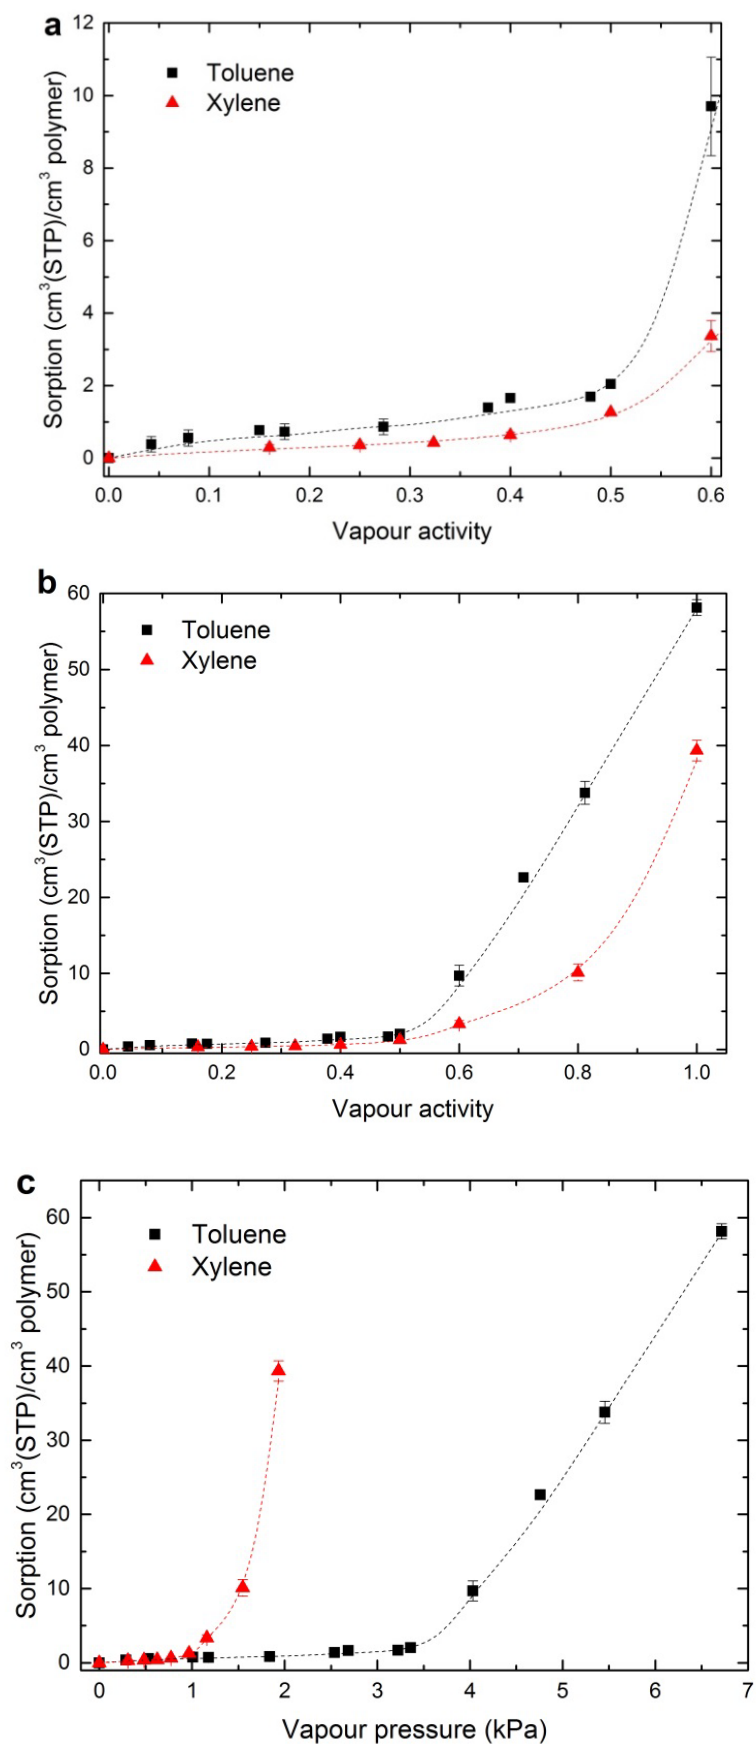 a
12
10
8
6
4
2
0
Sorption (cm³(STP)/cm³ polymer)
Toluene
Xylene
0.0 0.1 0.2 0.3 0.4 0.5 0.6
Vapour activity
b
60
50
40
30
20
10
0
Sorption (cm³(STP)/cm³ polymer)
Toluene
Xylene
0.0 0.2 0.4 0.6 0.8 1.0
Vapour activity
c
60
50
40
30
20
10
0
Sorption (cm³(STP)/cm³ polymer)
Toluene
Xylene
0 1 2 3 4 5 6 7
Vapour pressure (kPa)